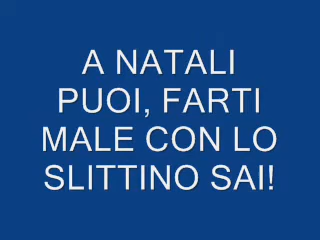 A NATALI
PUOI, FARTI
MALE CON LO
SLITTINO SAI!